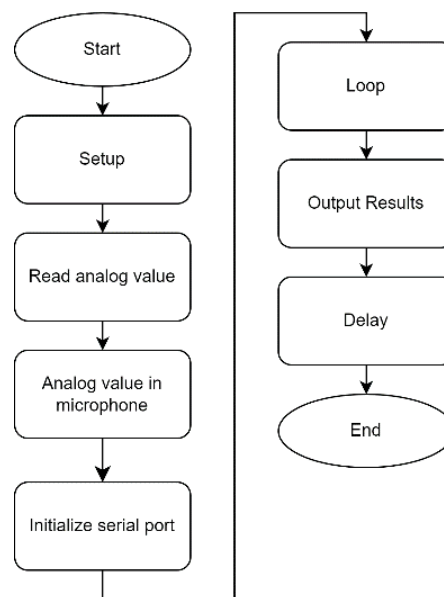 Start
Setup
Read analog value
Analog value in
microphone
Initialize serial port
Loop
Output Results
Delay
End